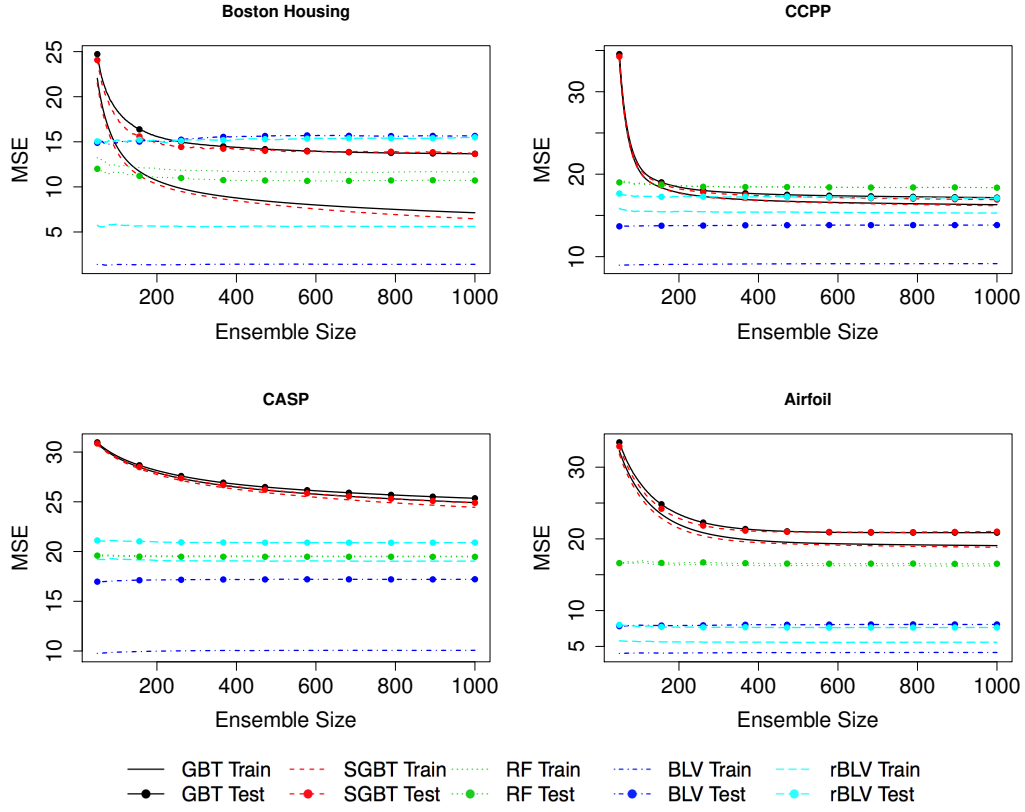 Boston Housing
MSE
5 10 15 20 25
200 400 600 800 1000
Ensemble Size
CCPP
MSE
10 20 30
200 400 600 800 1000
Ensemble Size
CASP
MSE
10 15 20 25 30
200 400 600 800 1000
Ensemble Size
Airfoil
MSE
5 10 20 30
200 400 600 800 1000
Ensemble Size
GBT Train SGBT Train RF Train BLV Train rBLV Train
GBT Test SGBT Test RF Test BLV Test rBLV Test